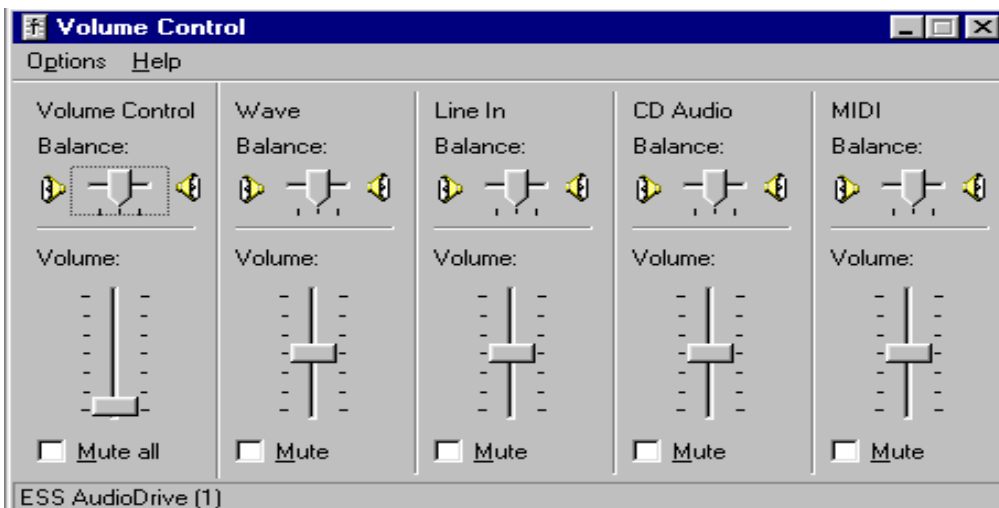 Volume Control
Options Help
Volume Control Wave Line In CD Audio MIDI
Balance: Balance: Balance: Balance: Balance:
Volume: Volume: Volume: Volume: Volume:
Mute all Mute Mute Mute Mute
ESS AudioDrive (1)